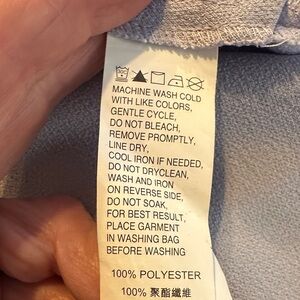 MACHINE WASH COLD
WITH LIKE COLORS,
GENTLE CYCLE,
DO NOT BLEACH,
REMOVE PROMPTLY,
LINE DRY,
COOL IRON IF NEEDED,
DO NOT DRYCLEAN,
WASH AND IRON
ON REVERSE SIDE,
DO NOT SOAK,
FOR BEST RESULT,
PLACE GARMENT
IN WASHING BAG
BEFORE WASHING
100% POLYESTER
100% 聚酯纖維